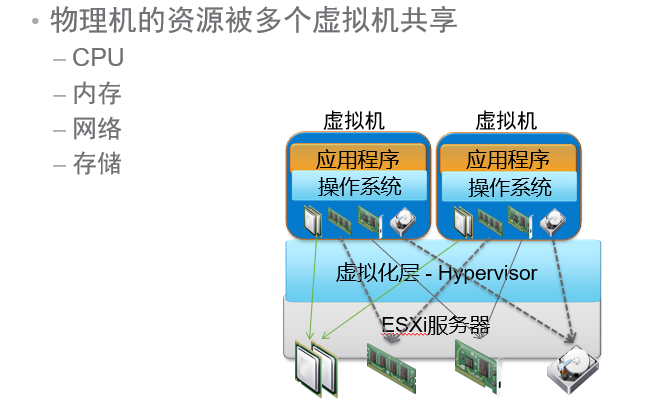 • 物理机的资源被多个虚拟机共享
– CPU
– 内存
– 网络
– 存储
虚拟机 虚拟机
应用程序 应用程序
操作系统 操作系统
虚拟化层 - Hypervisor
ESXi服务器